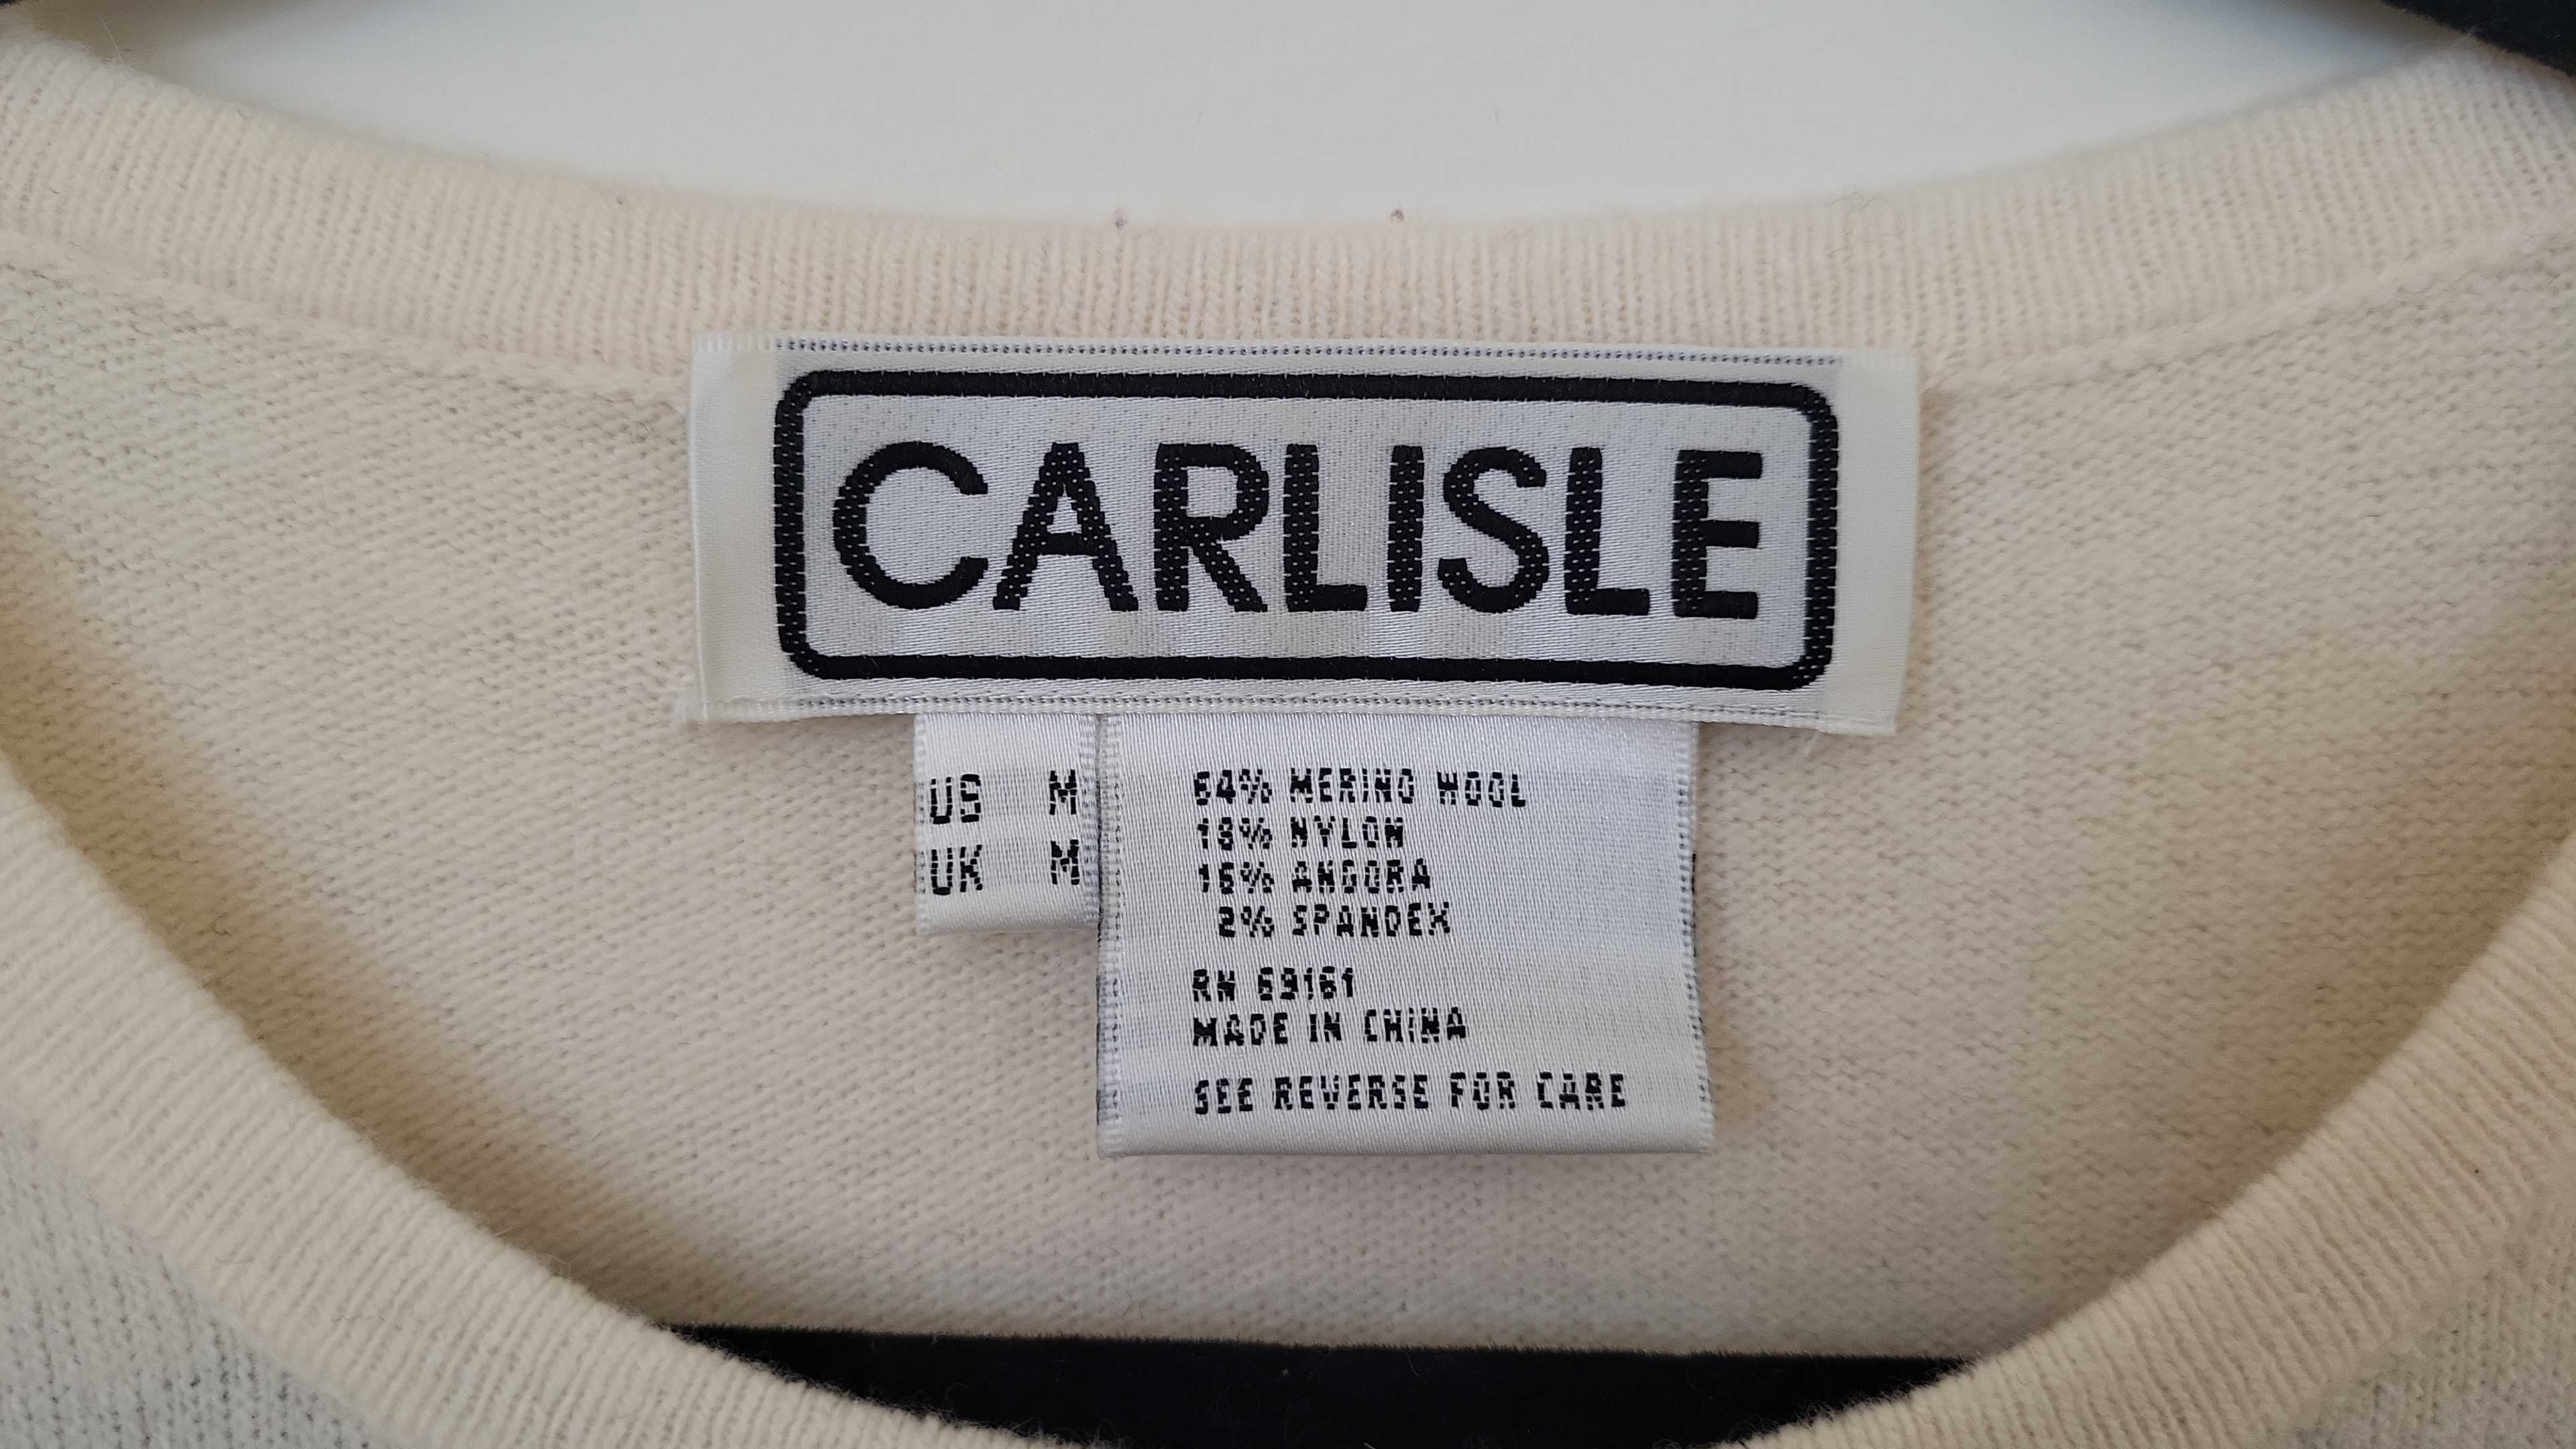 CARLISLE
US M
UK M
64% MERINO WOOL
18% NYLON
16% ANGORA
2% SPANDEX
RN 69161
MADE IN CHINA
SEE REVERSE FOR CARE